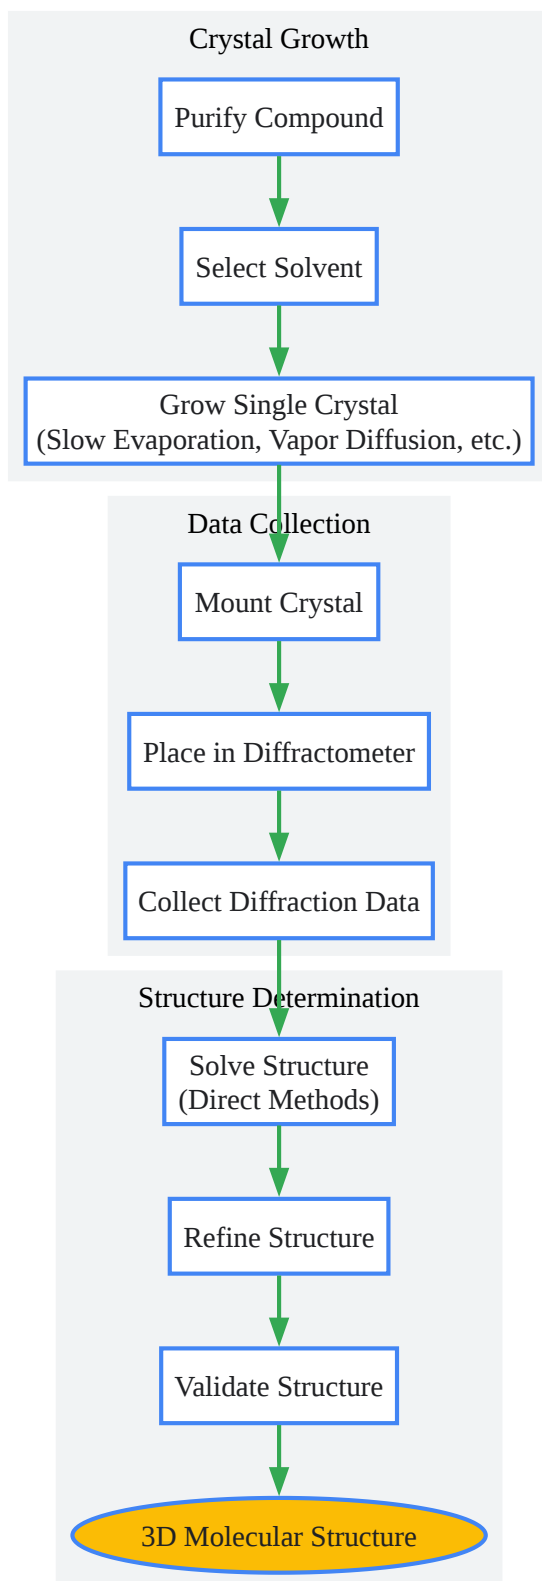 Crystal Growth
Purify Compound
Select Solvent
Grow Single Crystal
(Slow Evaporation, Vapor Diffusion, etc.)
Data Collection
Mount Crystal
Place in Diffractometer
Collect Diffraction Data
Structure Determination
Solve Structure
(Direct Methods)
Refine Structure
Validate Structure
3D Molecular Structure